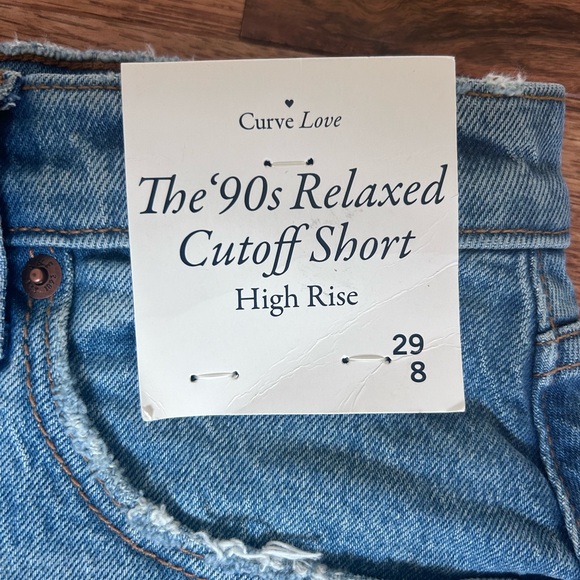 Curve Love
The ‘90s Relaxed
Cutoff Short
High Rise
29
8